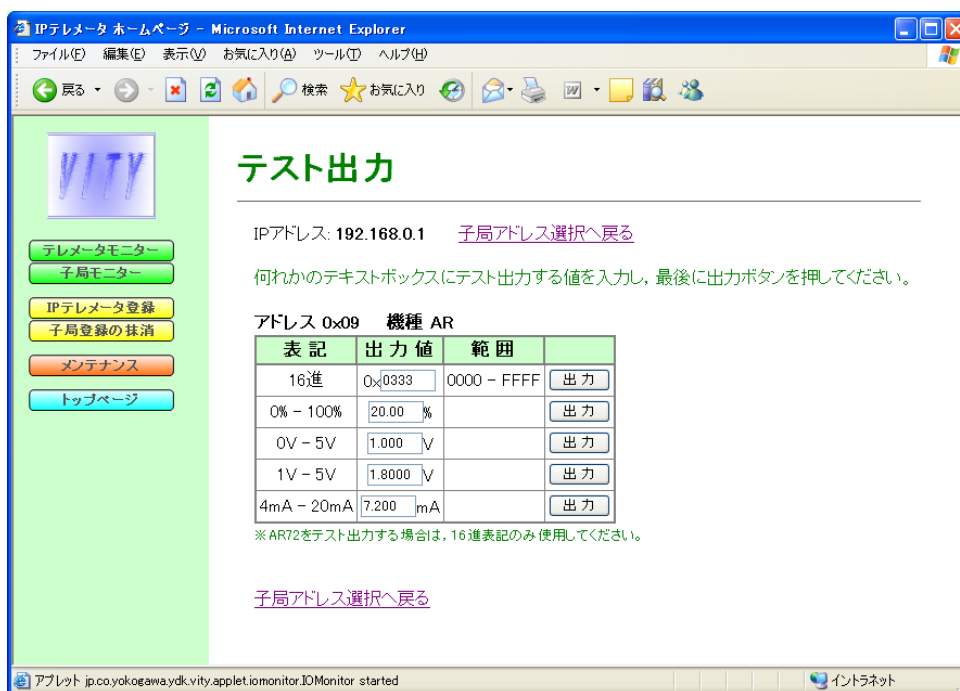 IPテレメータ ホームページ - Microsoft Internet Explorer
ファイル(F) 編集(E) 表示(V) お気に入り(A) ツール(T) ヘルプ(H)
戻る 検索 お気に入り
VITY
テレメータモニター
子局モニター
IPテレメータ登録
子局登録の抹消
メンテナンス
トップページ
テスト出力
IPアドレス: 192.168.0.1 子局アドレス選択へ戻る
何れかのテキストボックスにテスト出力する値を入力し, 最後に出力ボタンを押してください。
アドレス 0x09 機種 AR
表記 出力値 範囲
16進 0x0333 0000 - FFFF 出力
0% - 100% 20.00 % 出力
0V - 5V 1.000 V 出力
1V - 5V 1.8000 V 出力
4mA - 20mA 7.200 mA 出力
※AR72をテスト出力する場合は, 16進表記のみ使用してください。
子局アドレス選択へ戻る
アプレット jp.co.yokogawa.ydk.vity.applet.iomonitor.IOMonitor started イントラネット